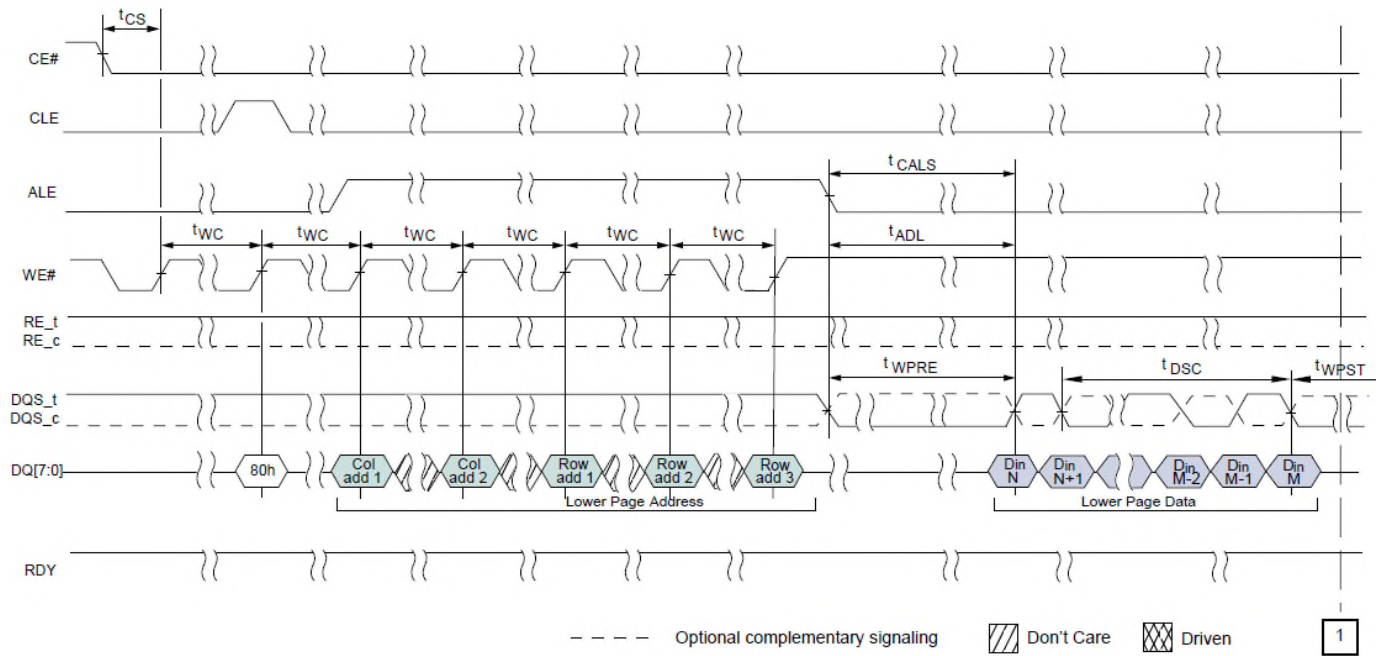 tCS
CE#
CLE
tCALS
ALE
tWC tWC tWC tWC tWC tWC tADL
WE#
RE_t
RE_c
tWPRE tDSC tWPST
DQS_t
DQS_c
DQ[7:0] 80h Col add 1 Col add 2 Row add 1 Row add 2 Row add 3 Din N Din N+1 Din M-2 Din M-1 Din M
Lower Page Address Lower Page Data
RDY
Optional complementary signaling Don't Care Driven 1